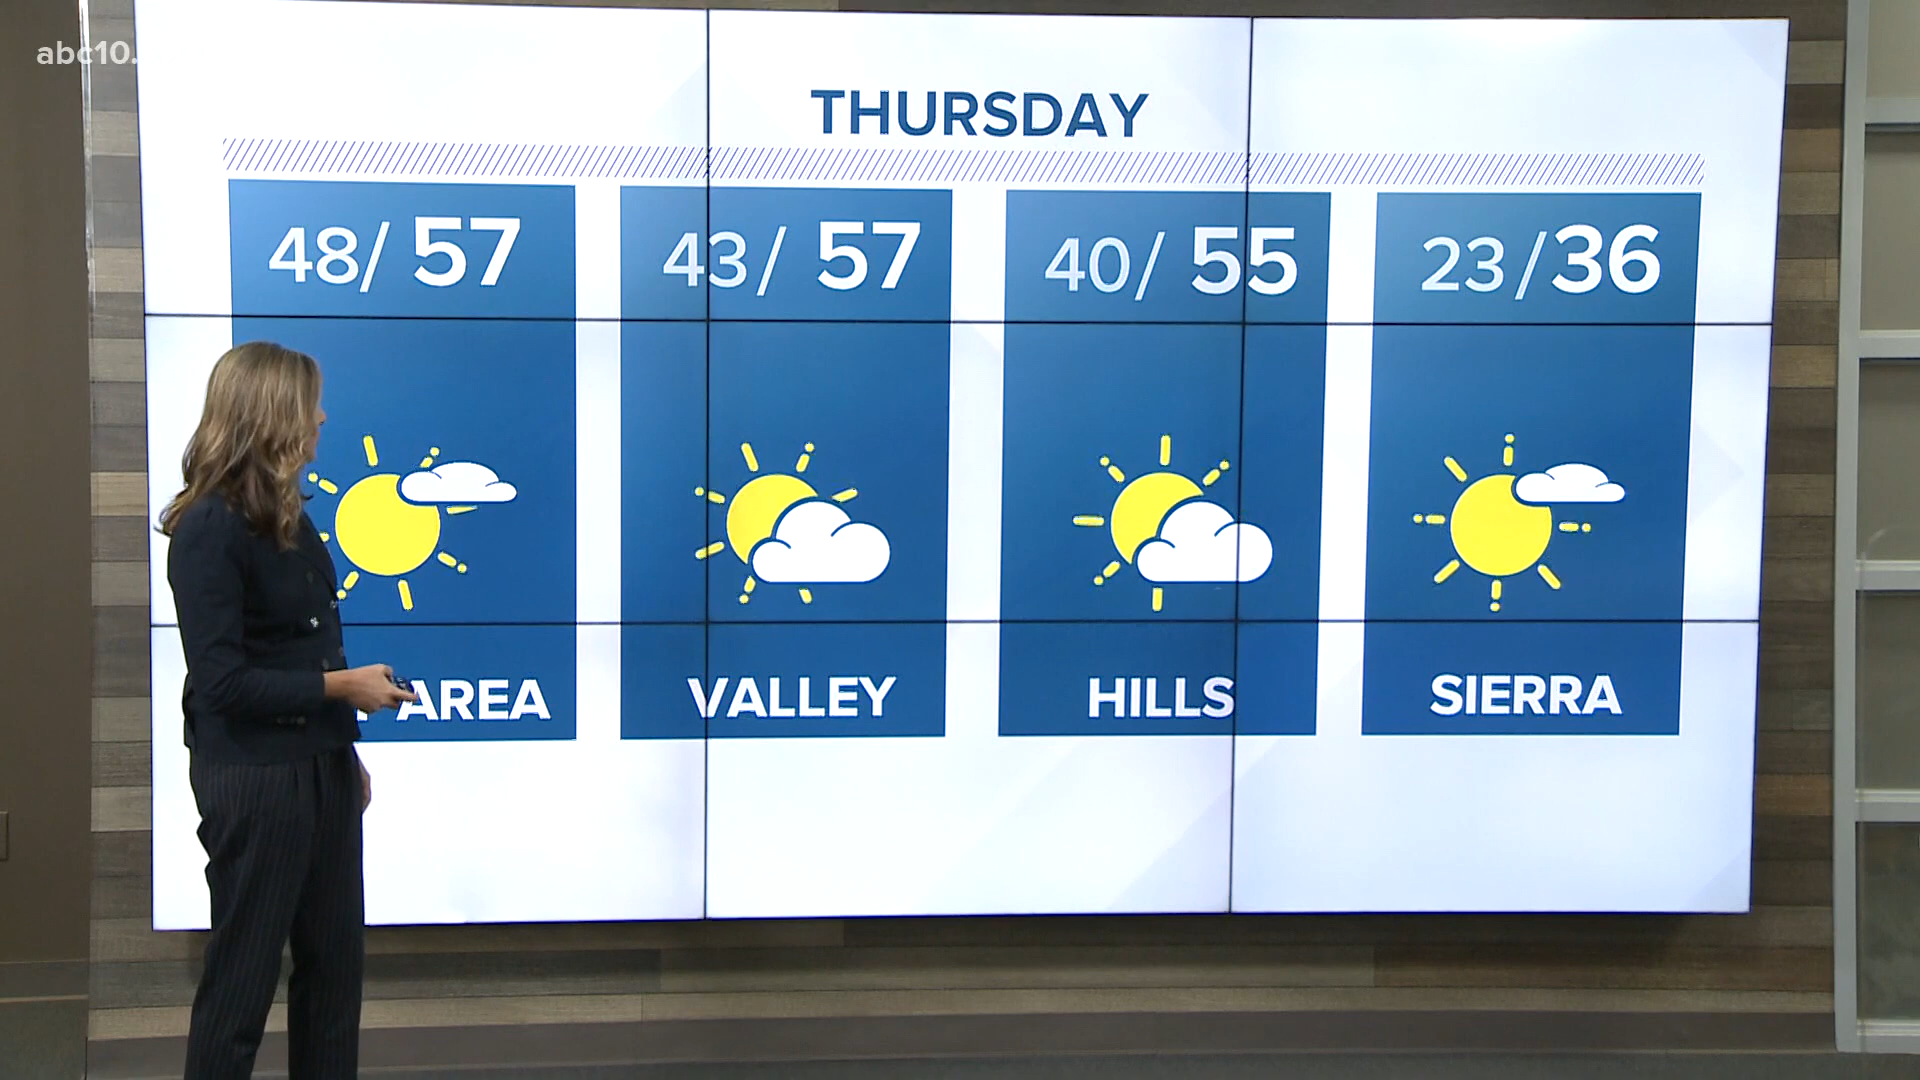 abc10.
THURSDAY
48/ 57
43/ 57
40/ 55
23/36
AREA
VALLEY
HILLS
SIERRA